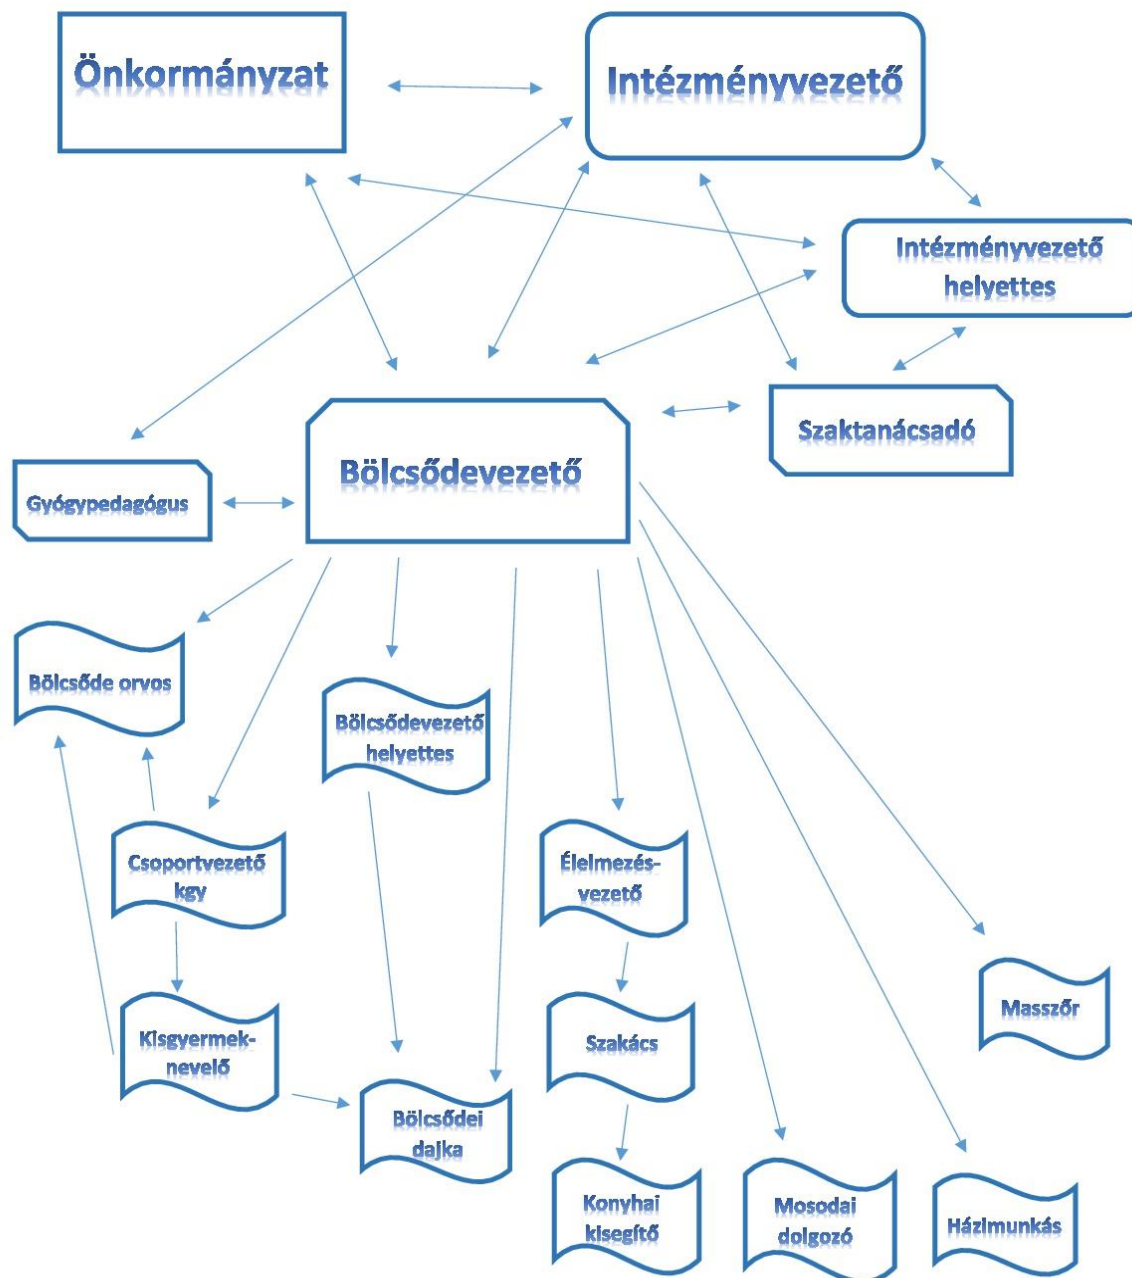 Önkormányzat
Intézményvezető
Intézményvezető
helyettes
Szaktanácsadó
Bölcsődevezető
Gyógypedagógus
Bölcsőde orvos
Bölcsődevezető
helyettes
Csoportvezető
kgy
Élelmezés-
vezető
Masszőr
Kisgyermek-
nevelő
Szakács
Bölcsődei
dajka
Konyhai
kisegítő
Mosodai
dolgozó
Házimunkás